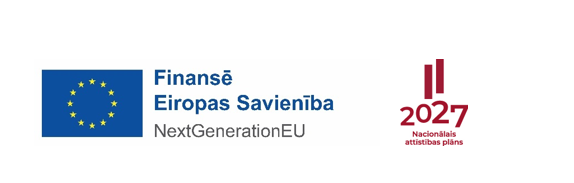 Finansē
Eiropas Savienība
NextGenerationEU
2027
Nacionālais
attīstības plāns